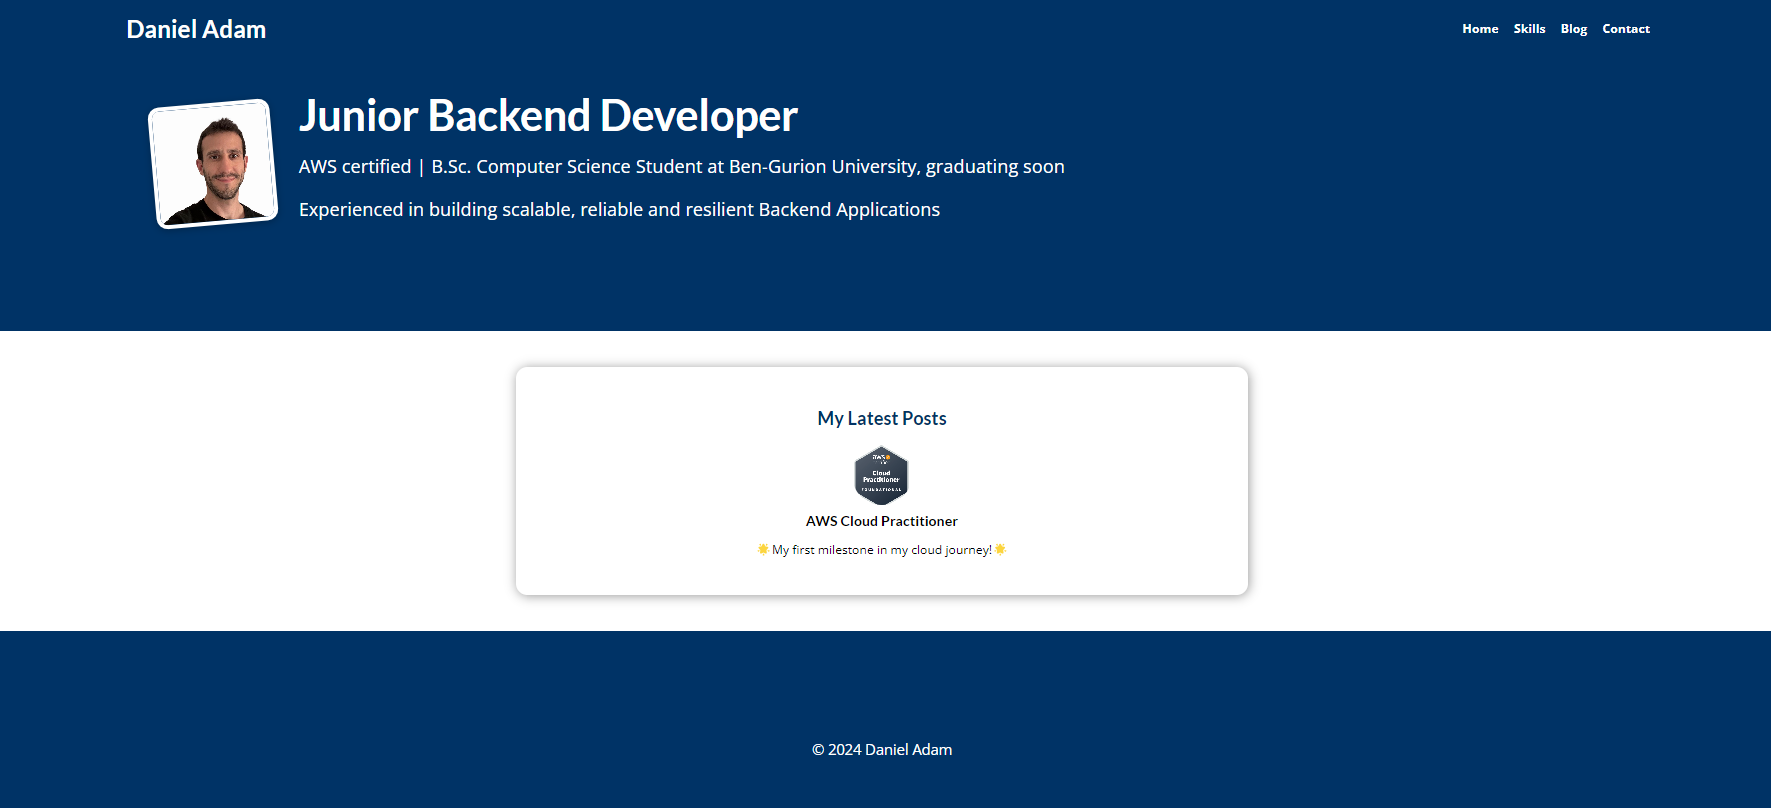 Daniel Adam
Home Skills Blog Contact
Junior Backend Developer
AWS certified | B.Sc. Computer Science Student at Ben-Gurion University, graduating soon
Experienced in building scalable, reliable and resilient Backend Applications
My Latest Posts
aws
Cloud
Practitioner
FOUNDATIONAL
AWS Cloud Practitioner
🌟 My first milestone in my cloud journey! 🌟
© 2024 Daniel Adam